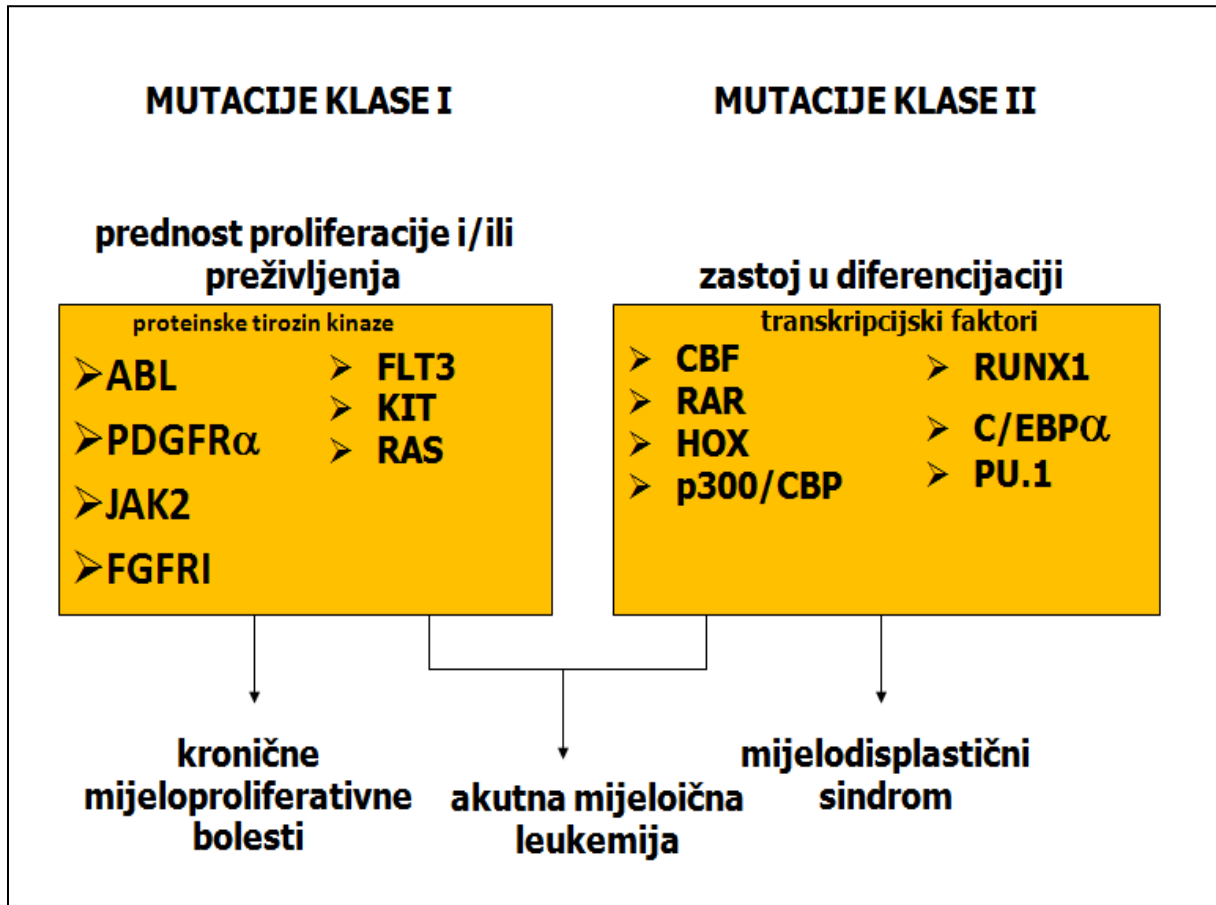 MUTACIJE KLASE I
MUTACIJE KLASE II
prednost proliferacije i/ili
preživljenja
zastoj u diferencijaciji
proteinske tirozin kinaze
➢ABL
➢PDGFRα
➢JAK2
➢FGFRI
➢ FLT3
➢ KIT
➢ RAS
transkripcijski faktori
➢ CBF
➢ RAR
➢ HOX
➢ p300/CBP
➢ RUNX1
➢ C/EBPα
➢ PU.1
kronične
mijeloproliferativne
bolesti
akutna mijeloična
leukemija
mijelodisplastični
sindrom